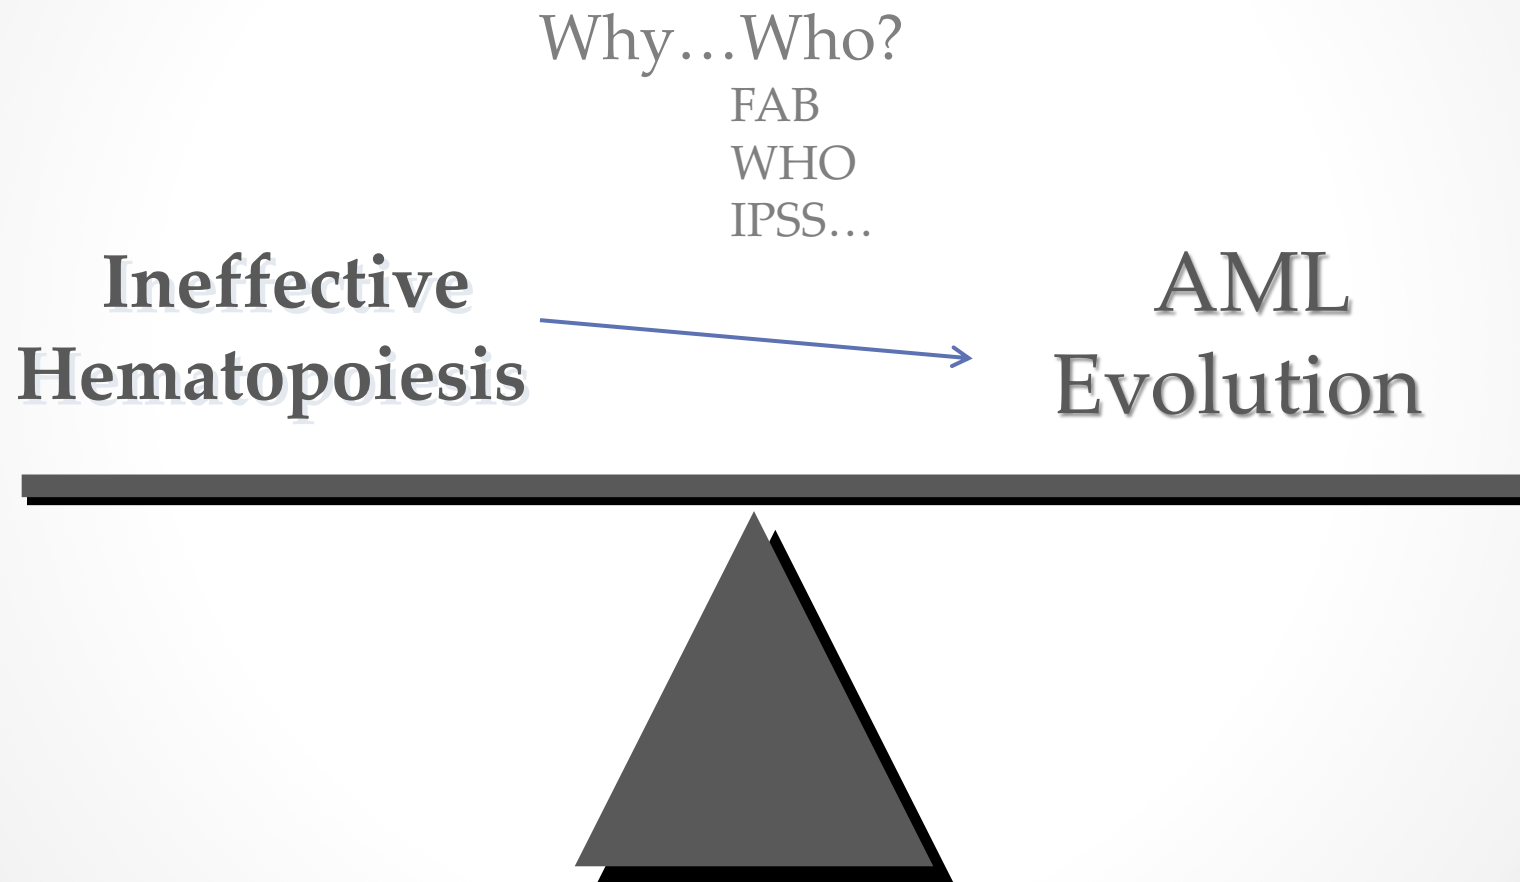 Why…Who?
FAB
WHO
IPSS…
Ineffective
Hematopoiesis
AML
Evolution